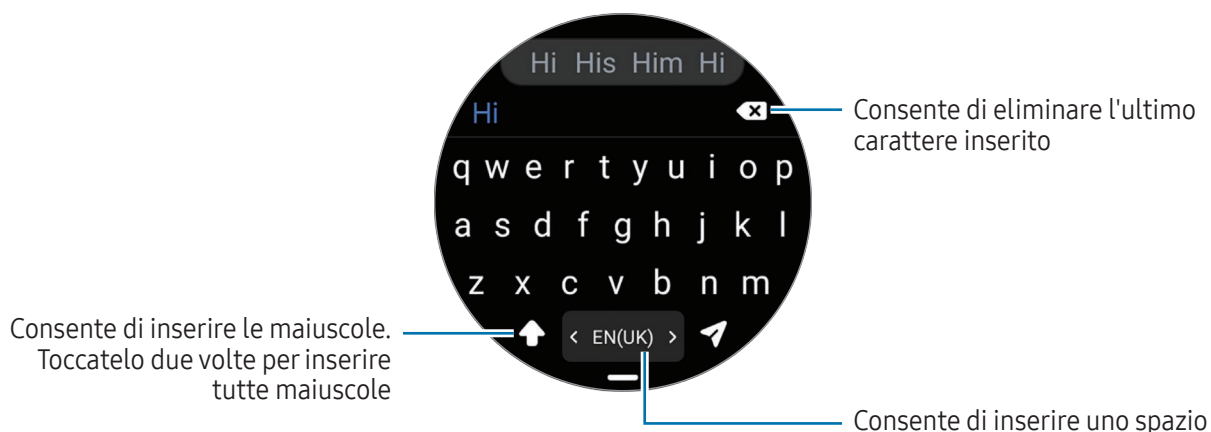 Hi His Him Hi
Hi
Consente di eliminare l'ultimo
carattere inserito
q w e r t y u i o p
a s d f g h j k l
z x c v b n m
Consente di inserire le maiuscole.
Toccatelo due volte per inserire
tutte maiuscole
< EN(UK) >
Consente di inserire uno spazio